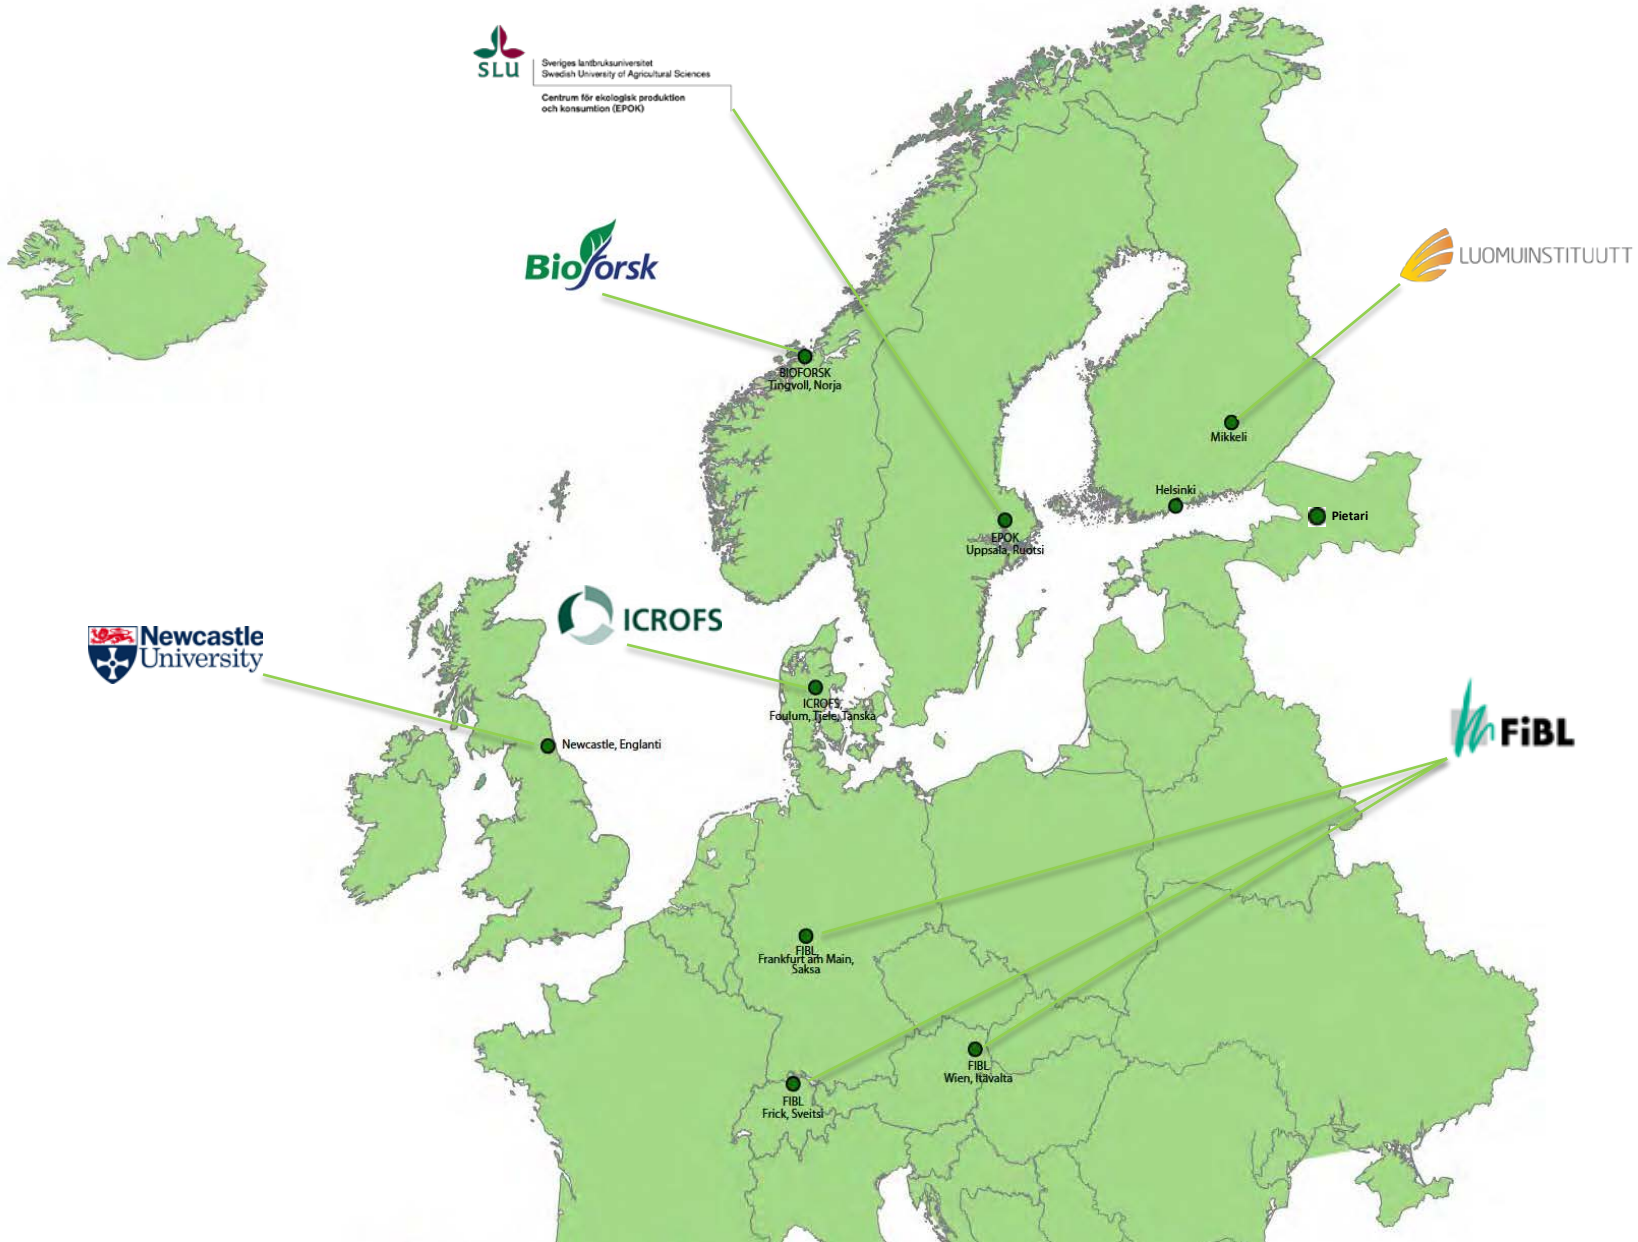 SLU
Sveriges lantbruksuniversitet
Swedish University of Agricultural Sciences
Centrum för ekologisk produktion
och konsumtion (EPOK)
Bioforsk
LUOMUINSTITUUTT
BIOFORSK
Tingvoll, Norja
Mikkeli
Helsinki
Pietari
EPOK
Uppsala, Ruotsi
ICROFS
Newcastle
University
ICROFS,
Foulum, Tjele, Tanska
Newcastle, Englanti
FiBL
FIBL
Frankfurt am Main,
Saksa
FIBL
Wien, Itävalta
FIBL
Frick, Sveitsi